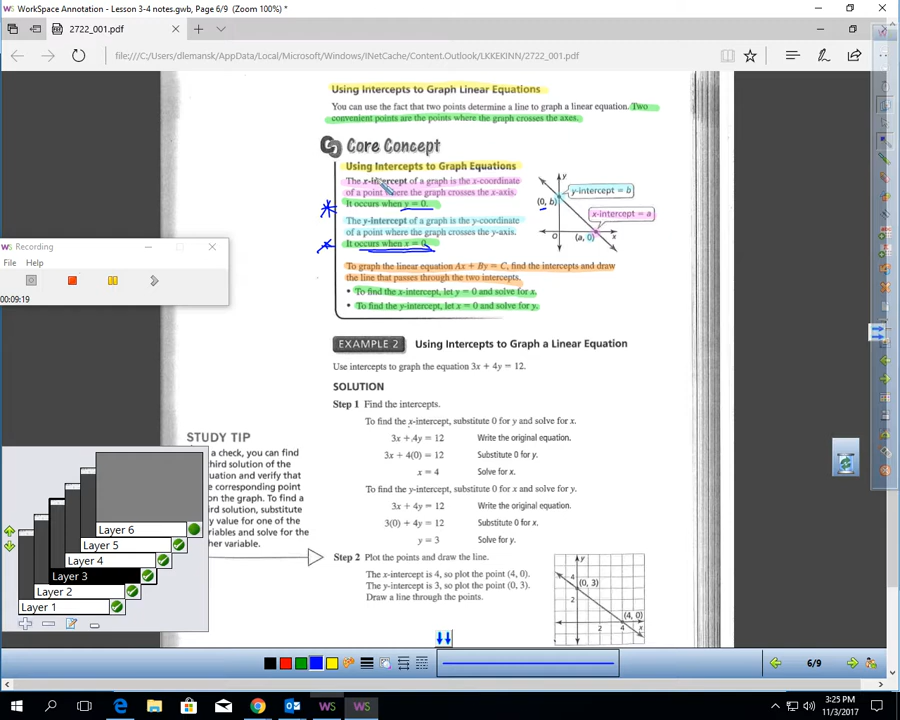 WorkSpace Annotation — Lesson 3-4 notes.gwb, Page 6/9 (Zoom 100%) *
2722_001.pdf
file:///C:/Users/dlemansk/AppData/Local/Microsoft/Windows/INetCache/Content.Outlook/LKKEKINN/2722_001.pdf
Using Intercepts to Graph Linear Equations
You can use the fact that two points determine a line to graph a linear equation. Two
convenient points are the points where the graph crosses the axes.
Core Concept
Using Intercepts to Graph Equations
The x-intercept of a graph is the x-coordinate
of a point where the graph crosses the x-axis.
It occurs when y = 0.
The y-intercept of a graph is the y-coordinate
of a point where the graph crosses the y-axis.
It occurs when x = 0.
y
y-intercept = b
(0, b)
x-intercept = a
O
(a, 0)
x
To graph the linear equation Ax + By = C, find the intercepts and draw
the line that passes through the two intercepts.
• To find the x-intercept, let y = 0 and solve for x.
• To find the y-intercept, let x = 0 and solve for y.
Recording
File Help
00:09:19
EXAMPLE 2 Using Intercepts to Graph a Linear Equation
Use intercepts to graph the equation 3x + 4y = 12.
SOLUTION
Step 1 Find the intercepts.
To find the x-intercept, substitute 0 for y and solve for x.
3x + 4y = 12 Write the original equation.
3x + 4(0) = 12 Substitute 0 for y.
x = 4 Solve for x.
To find the y-intercept, substitute 0 for x and solve for y.
3x + 4y = 12 Write the original equation.
3(0) + 4y = 12 Substitute 0 for x.
y = 3 Solve for y.
Step 2 Plot the points and draw the line.
The x-intercept is 4, so plot the point (4, 0).
The y-intercept is 3, so plot the point (0, 3).
Draw a line through the points.
y
4
(0, 3)
2
(4, 0)
2
4
x
STUDY TIP
a check, you can find
hird solution of the
uation and verify that
e corresponding point
on the graph. To find a
ird solution, substitute
y value for one of the
riables and solve for the
her variable.
Layer 6
Layer 5
Layer 4
Layer 3
Layer 2
Layer 1
6/9
3:25 PM
11/3/2017